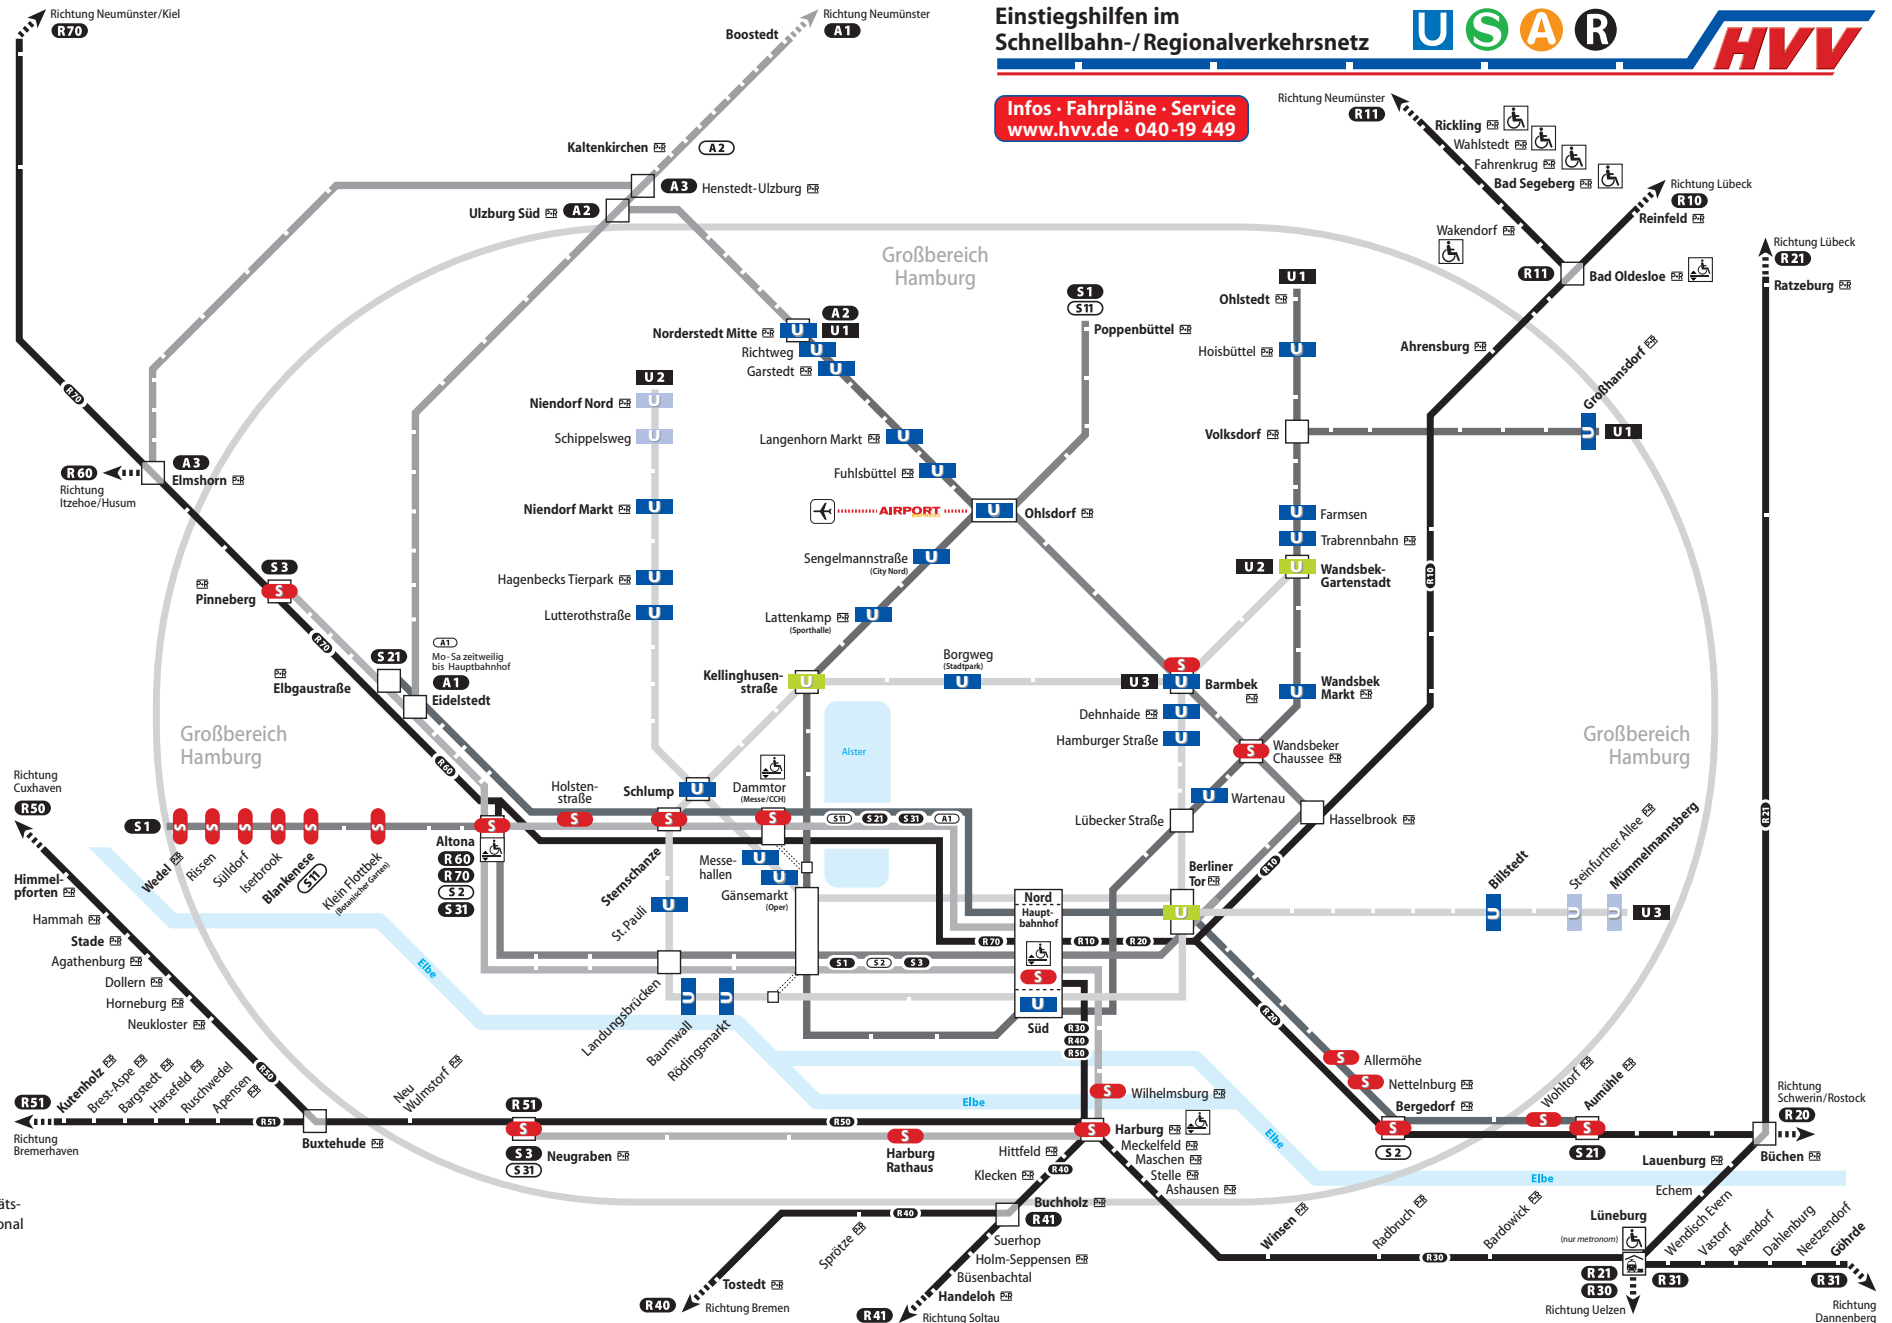 Richtung Neumünster/Kiel
R70
Richtung Neumünster
A1
Boostedt
Einstiegshilfen im
Schnellbahn-/Regionalverkehrsnetz
U S A R
HVV
Infos · Fahrpläne · Service
www.hvv.de · 040-19 449
Richtung Neumünster
R11
Rickling
Wahlstedt
Fahrenkrug
Bad Segeberg
Wakendorf
Richtung Lübeck
R10
Reinfeld
R11
Bad Oldesloe
Richtung Lübeck
R21
Ratzeburg
Kaltenkirchen
A2
A3
Henstedt-Ulzburg
Ulzburg Süd
A2
Großbereich
Hamburg
A2
U1
Norderstedt Mitte
Richtweg
Garstedt
S1
S11
Poppenbüttel
U1
Ohlstedt
Hoisbüttel
Ahrensburg
Großhansdorf
U1
Volksdorf
U2
Niendorf Nord
Schippelsweg
Niendorf Markt
Hagenbecks Tierpark
Lutterothstraße
Langenhorn Markt
Fuhlsbüttel
AIRPORT
Ohlsdorf
Sengelmannstraße
(City Nord)
Lattenkamp
(Sporthalle)
Farmsen
Trabrennbahn
U2
Wandsbek-
Gartenstadt
R10
R70
R60
Richtung
Itzehoe/Husum
A3
Elmshorn
S3
Pinneberg
R70
S21
Elbgaustraße
A1
Mo-Sa zeitweilig
bis Hauptbahnhof
A1
Eidelstedt
R60
Kellinghusen-
straße
Borgweg
(Stadtpark)
U3
S
Barmbek
Wandsbek
Markt
Dehnhaide
Hamburger Straße
Wandsbeker
Chaussee
Wartenau
Lübecker Straße
Hasselbrook
Großbereich
Hamburg
Großbereich
Hamburg
Alster
Richtung
Cuxhaven
R50
S1
Wedel
Rissen
Sülldorf
Iserbrook
Blankenese
S11
Klein Flottbek
(Botanischer Garten)
Altona
R60
R70
S2
S31
Holsten-
straße
Schlump
Dammtor
(Messe/CCH)
S11 S21 S31 A1
Sternschanze
Messe-
hallen
Gänsemarkt
(Oper)
St. Pauli
Landungsbrücken
Baumwall
Rödingsmarkt
S1 S2 S3
Nord
Haupt-
bahnhof
Süd
R70 R10 R20
R10
Berliner
Tor
Billstedt
Steinfurther Allee
Mümmelmannsberg
U3
R21
Himmel-
pforten
Hammah
Stade
Agathenburg
Dollern
Horneburg
Neukloster
R50
Elbe
R30
R40
R50
R20
Allermöhe
Nettelnburg
Bergedorf
S2
Wohltorf
Aumühle
S21
Richtung
Schwerin/Rostock
R20
Büchen
R51
Richtung
Bremerhaven
Kutenholz
Brest-Aspe
Bargstedt
Harsefeld
Ruschwedel
Apensen
R51
Buxtehude
Neu
Wulmstorf
R51
S3
S31
Neugraben
R50
Harburg
Rathaus
Elbe
Wilhelmsburg
Harburg
Meckelfeld
Maschen
Stelle
Ashausen
Elbe
Elbe
Hittfeld
Klecken
R40
Buchholz
R41
Suerhop
Holm-Seppensen
Büsenbachtal
Handeloh
R41
Richtung Soltau
R40
Sprötze
Tostedt
R40
Richtung Bremen
Winsen
Radbruch
Bardowick
R30
Lauenburg
Echem
Lüneburg
(nur metronom)
R21
R30
Richtung Uelzen
R31
Wendisch Evern
Vastorf
Bavendorf
Dahlenburg
Neetzendorf
Göhrde
R31
Richtung
Dannenberg
äts-
onal